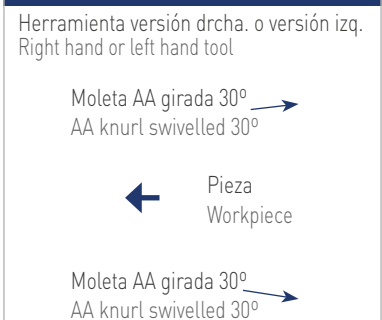 Herramienta versión drcha. o versión izq.
Right hand or left hand tool
Moleta AA girada 30º
AA knurl swivelled 30º
Pieza
Workpiece
Moleta AA girada 30º
AA knurl swivelled 30º